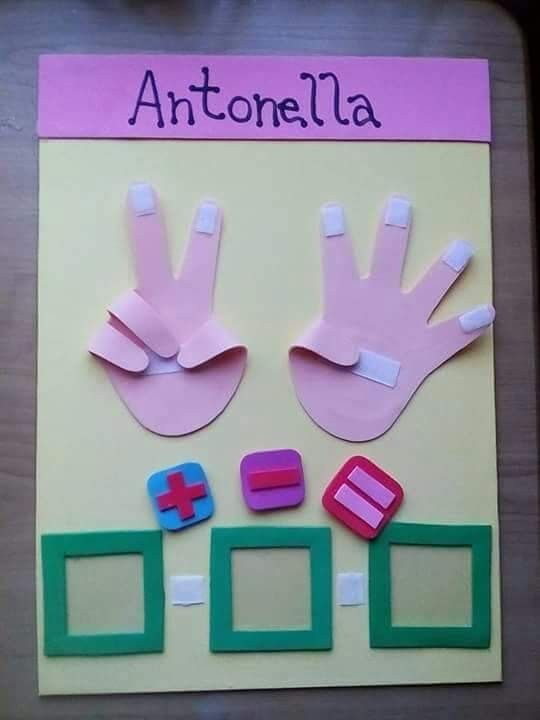 Antonella
+ - =